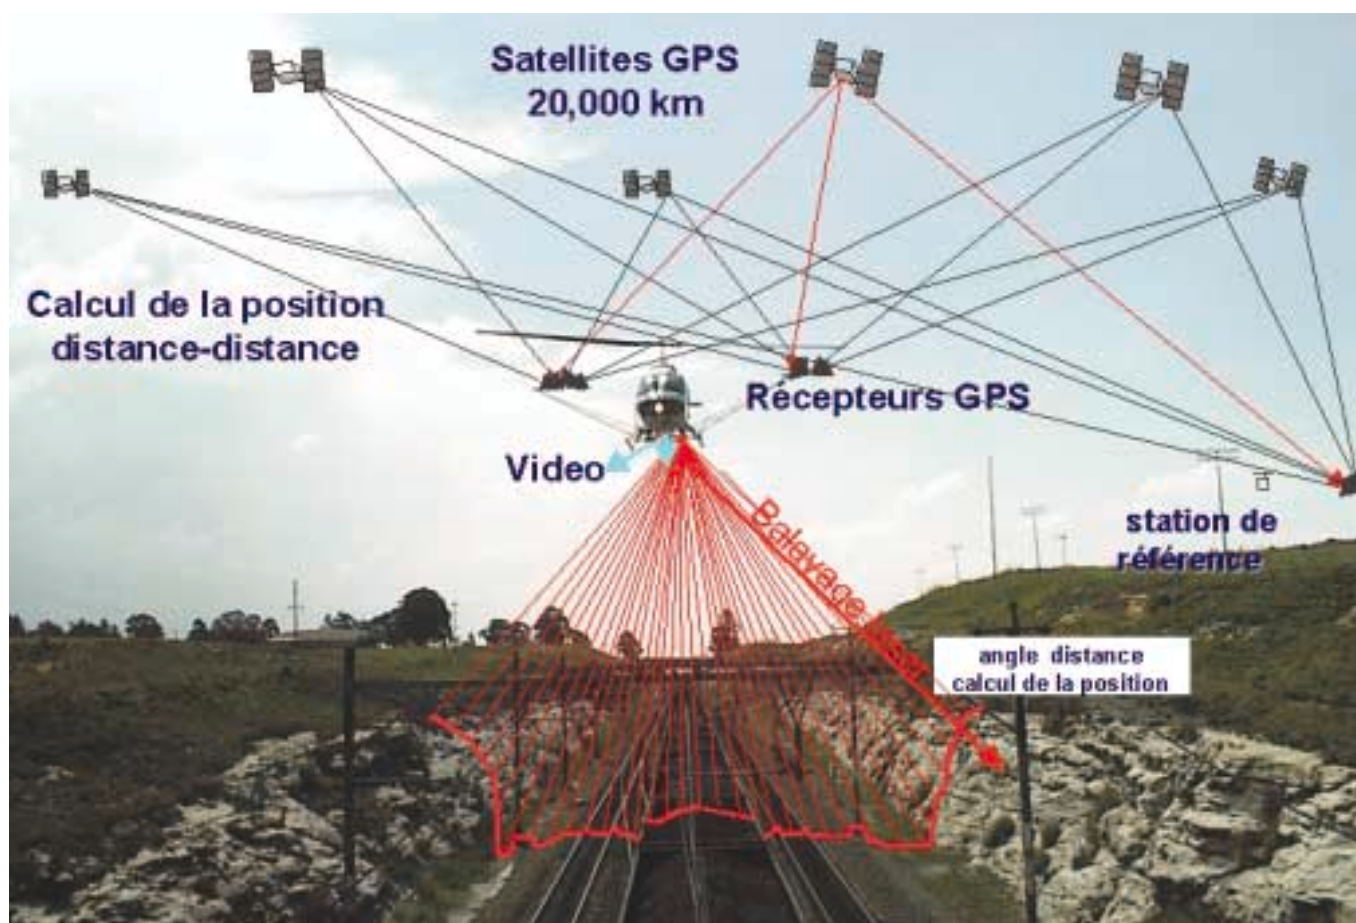 Satellites GPS
20,000 km
Calcul de la position
distance-distance
Récepteurs GPS
Video
Balayage laser
station de
référence
angle distance
calcul de la position